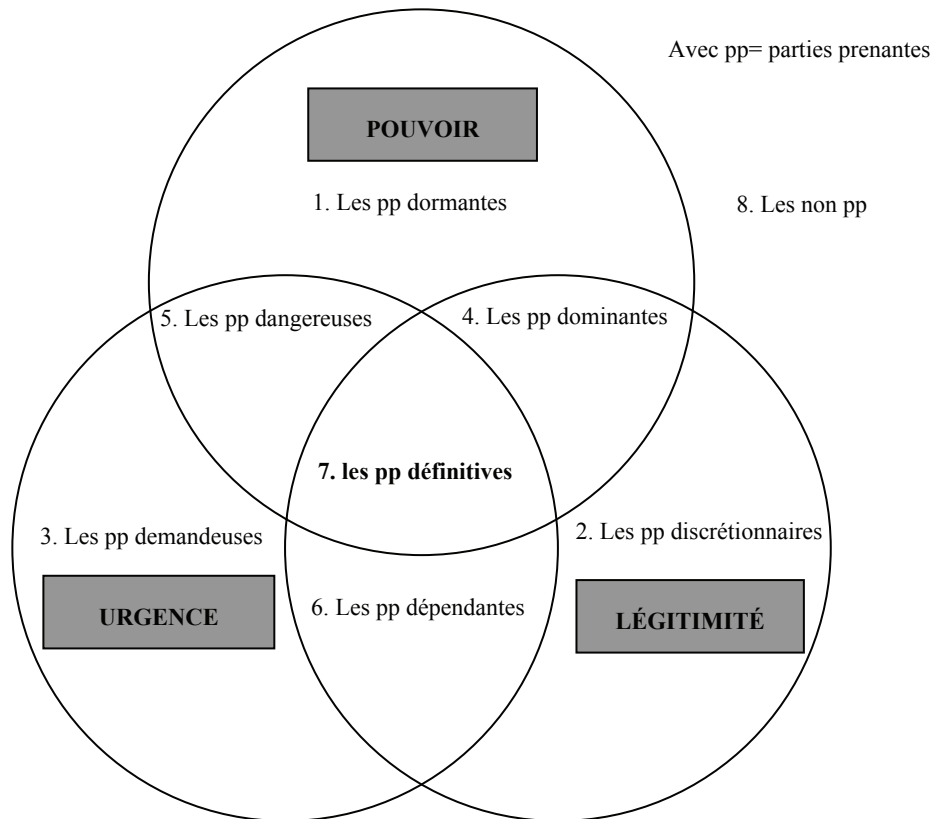 Avec pp= parties prenantes
POUVOIR
1. Les pp dormantes
8. Les non pp
5. Les pp dangereuses
4. Les pp dominantes
7. les pp définitives
3. Les pp demandeuses
2. Les pp discrétionnaires
URGENCE
6. Les pp dépendantes
LÉGITIMITÉ